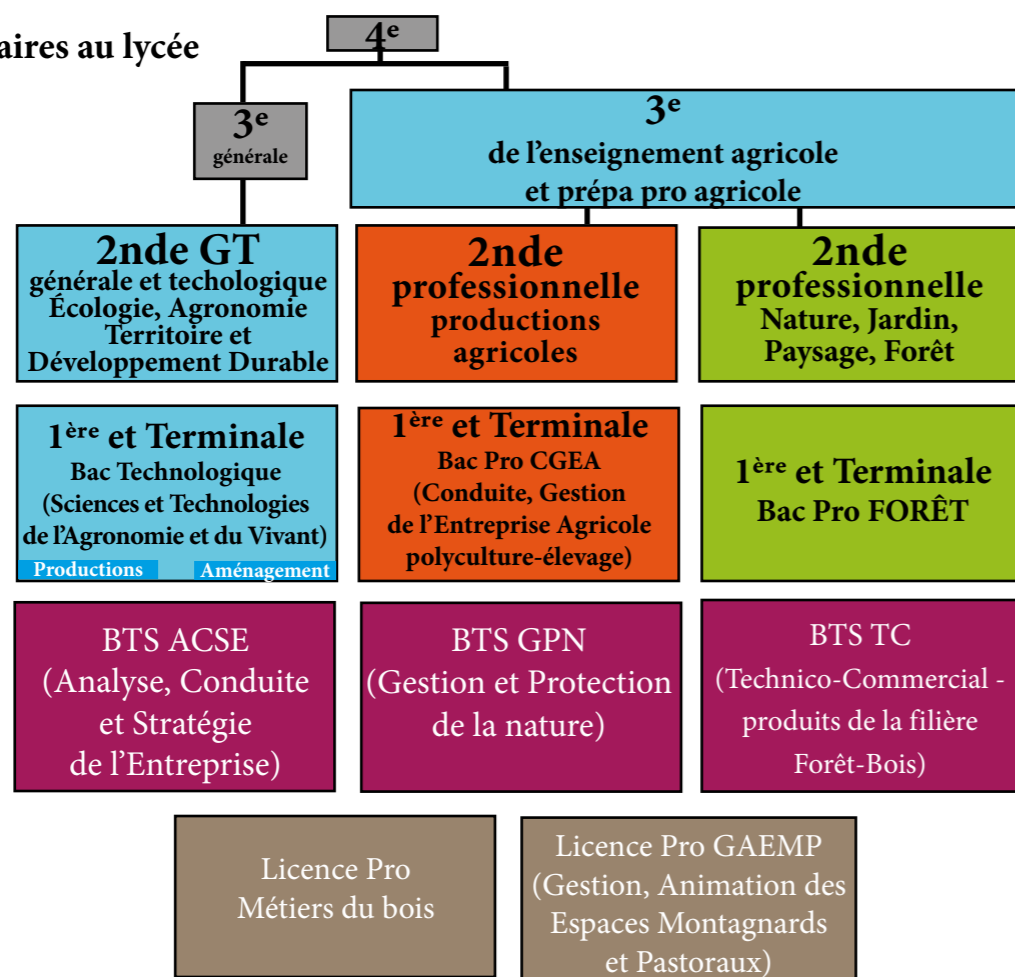 aires au lycée
4e
3e
générale
3e
de l'enseignement agricole
et prépa pro agricole
2nde GT
générale et techologique
Écologie, Agronomie
Territoire et
Développement Durable
2nde
professionnelle
productions
agricoles
2nde
professionnelle
Nature, Jardin,
Paysage, Forêt
1ère et Terminale
Bac Technologique
(Sciences et Technologies
de l'Agronomie et du Vivant)
Productions Aménagement
1ère et Terminale
Bac Pro CGEA
(Conduite, Gestion
de l'Entreprise Agricole
polyculture-élevage)
1ère et Terminale
Bac Pro FORÊT
BTS ACSE
(Analyse, Conduite
et Stratégie
de l'Entreprise)
BTS GPN
(Gestion et Protection
de la nature)
BTS TC
(Technico-Commercial -
produits de la filière
Forêt-Bois)
Licence Pro
Métiers du bois
Licence Pro GAEMP
(Gestion, Animation des
Espaces Montagnards
et Pastoraux)